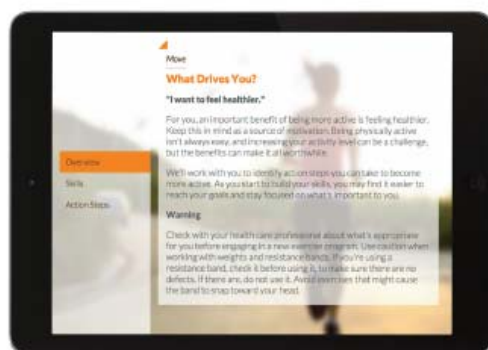 Move
What Drives You?
"I want to feel healthier."
For you, an important benefit of being more active is feeling healthier.
Keep this in mind as a source of motivation. Being physically active
isn't always easy, and increasing your activity level can be a challenge,
but the benefits can make it all worthwhile.
Overview
We'll work with you to identify action steps you can take to become
more active. As you start to build your skills, you may find it easier to
reach your goals and stay focused on what's important to you.
Skills
Action Steps
Warning
Check with your health care professional about what's appropriate
for you before engaging in a new exercise program. Use caution when
working with weights and resistance bands. If you're using a
resistance band, check it before using it, to make sure there are no
defects. If there are, do not use it. Avoid exercises that might cause
the band to snap toward your head.